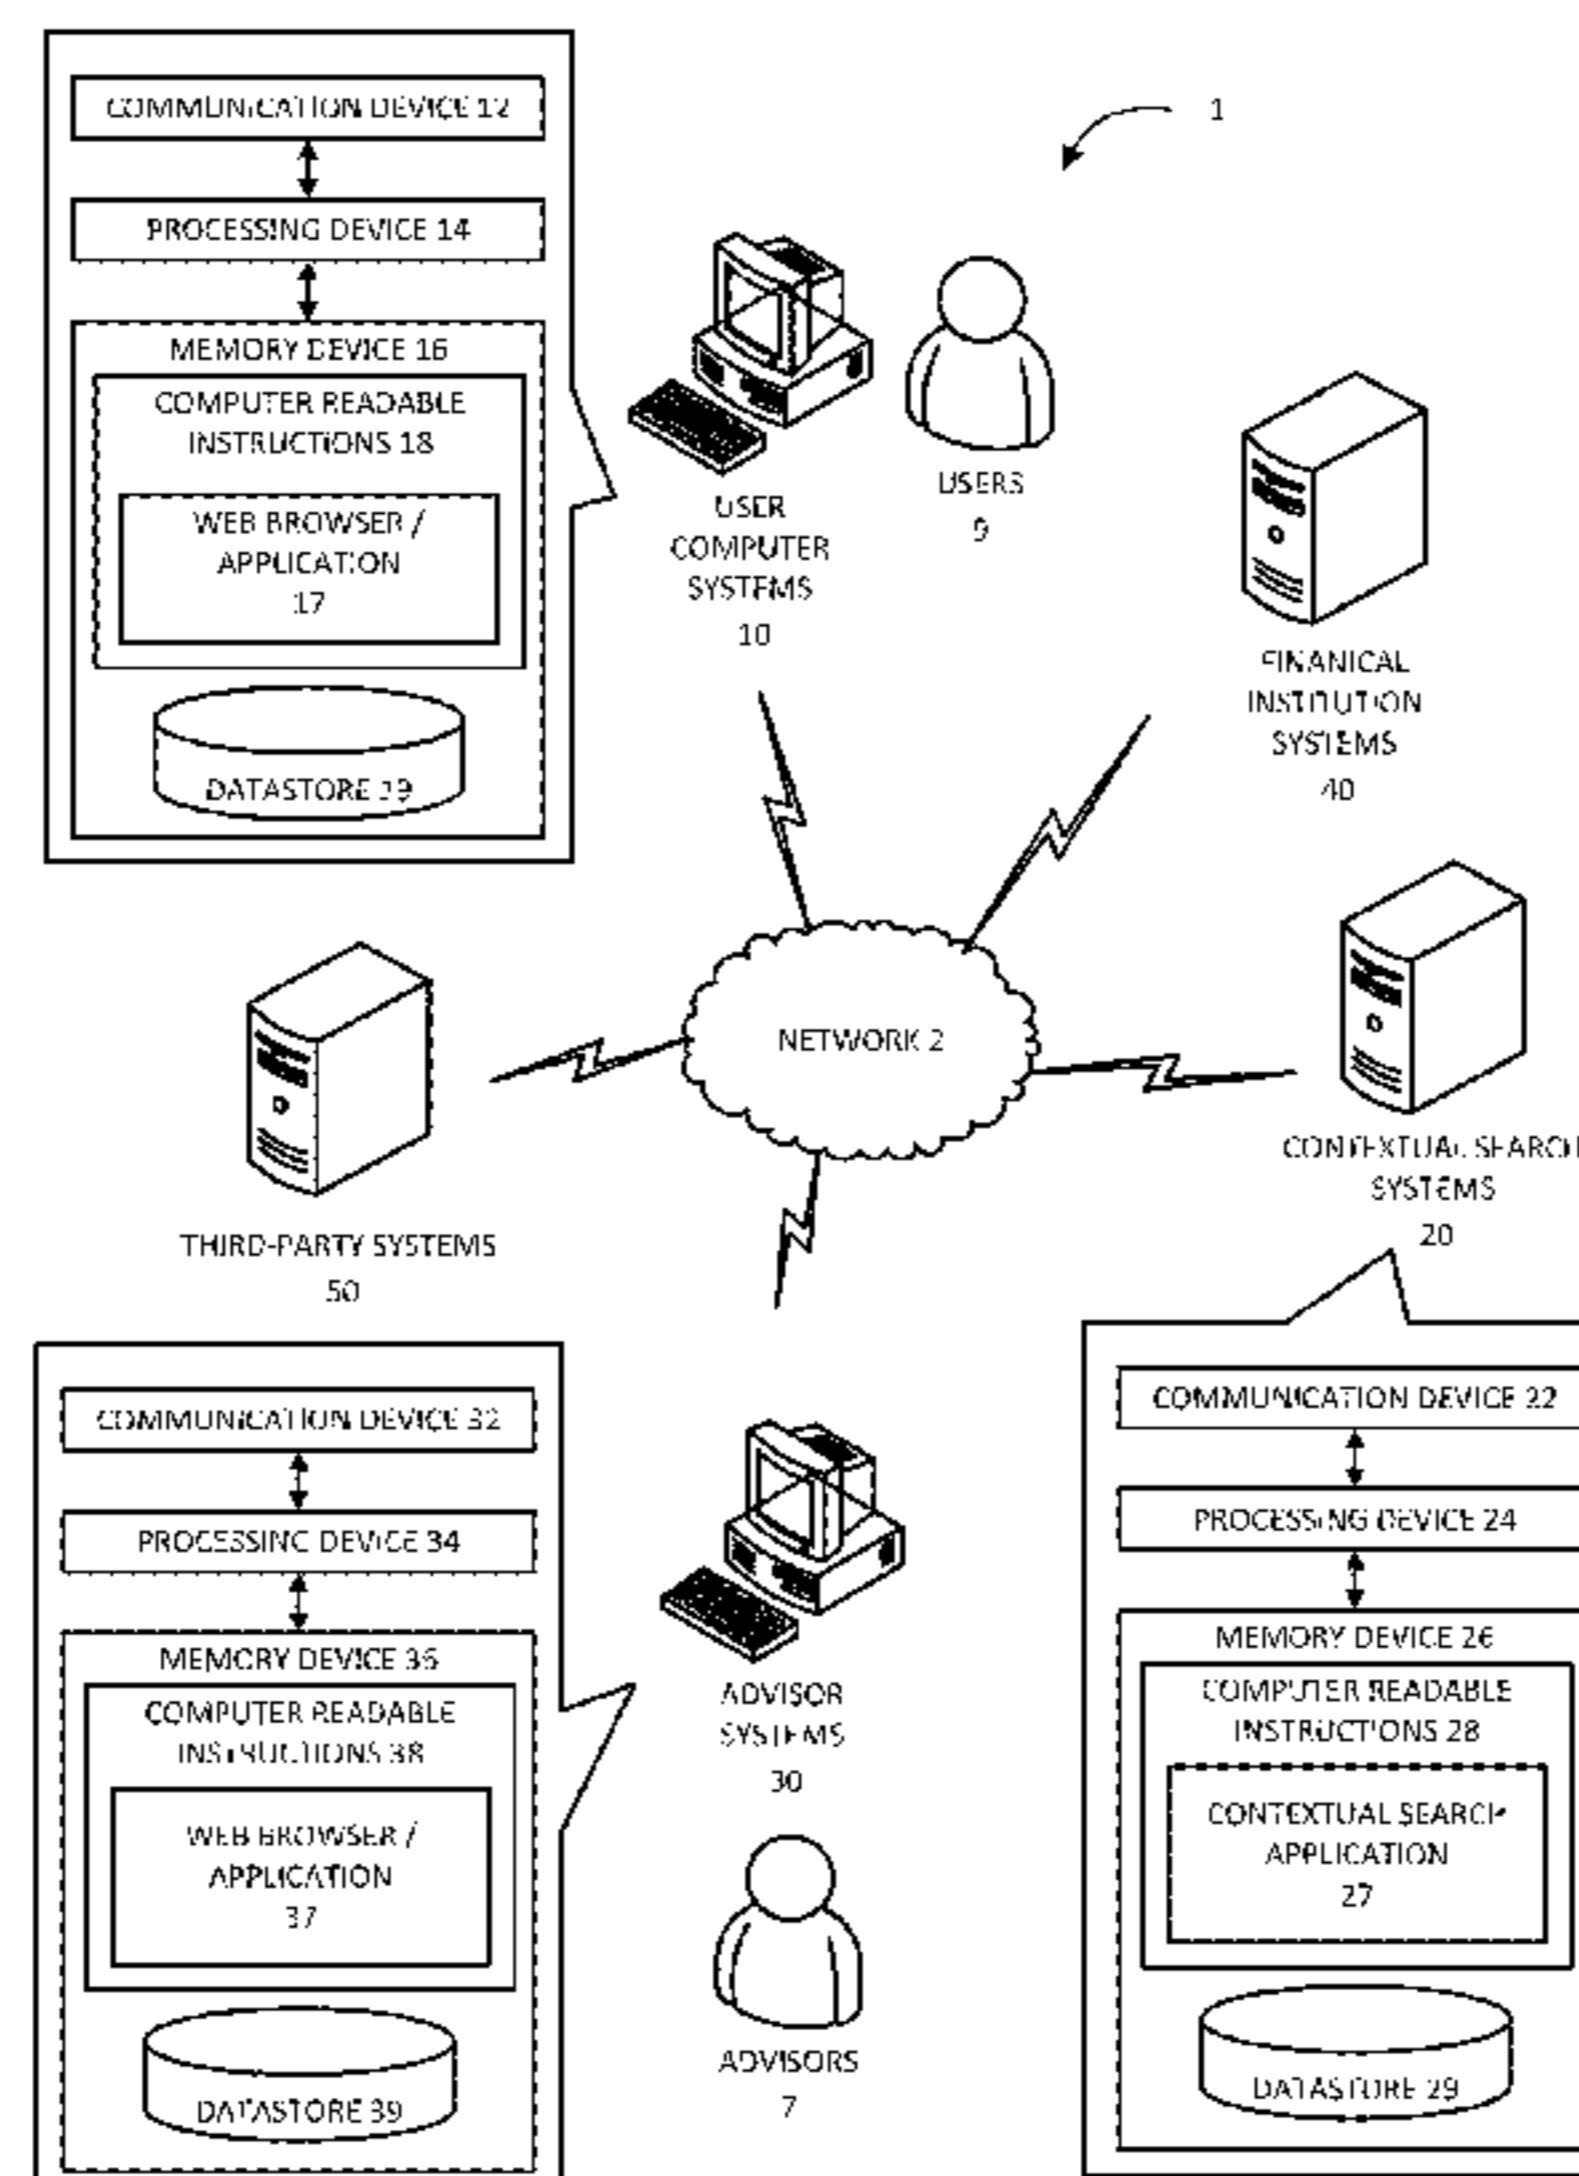 COMMUNICATION DEVICE 12
1
PROCESSING DEVICE 14
MEMORY DEVICE 16
COMPUTER READABLE
INSTRUCTIONS 18
WEB BROWSER /
APPLICATION
17
DATASTORE 19
USER
COMPUTER
SYSTEMS
10
USERS
9
FINANICAL
INSTITUTION
SYSTEMS
40
NETWORK 2
THIRD-PARTY SYSTEMS
50
CONTEXTUAL SEARCH
SYSTEMS
20
COMMUNICATION DEVICE 32
PROCESSING DEVICE 34
MEMORY DEVICE 36
COMPUTER READABLE
INSTRUCTIONS 38
WEB BROWSER /
APPLICATION
37
DATASTORE 39
ADVISOR
SYSTEMS
30
ADVISORS
7
COMMUNICATION DEVICE 22
PROCESSING DEVICE 24
MEMORY DEVICE 26
COMPUTER READABLE
INSTRUCTIONS 28
CONTEXTUAL SEARCH
APPLICATION
27
DATASTORE 29